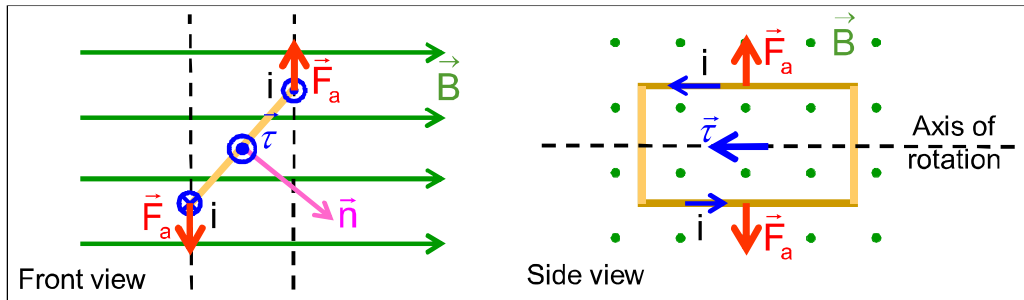 B⃗
i
F⃗a
τ⃗
F⃗a
i
n⃗
Front view
F⃗a
B⃗
i
τ⃗
Axis of
rotation
i
F⃗a
Side view